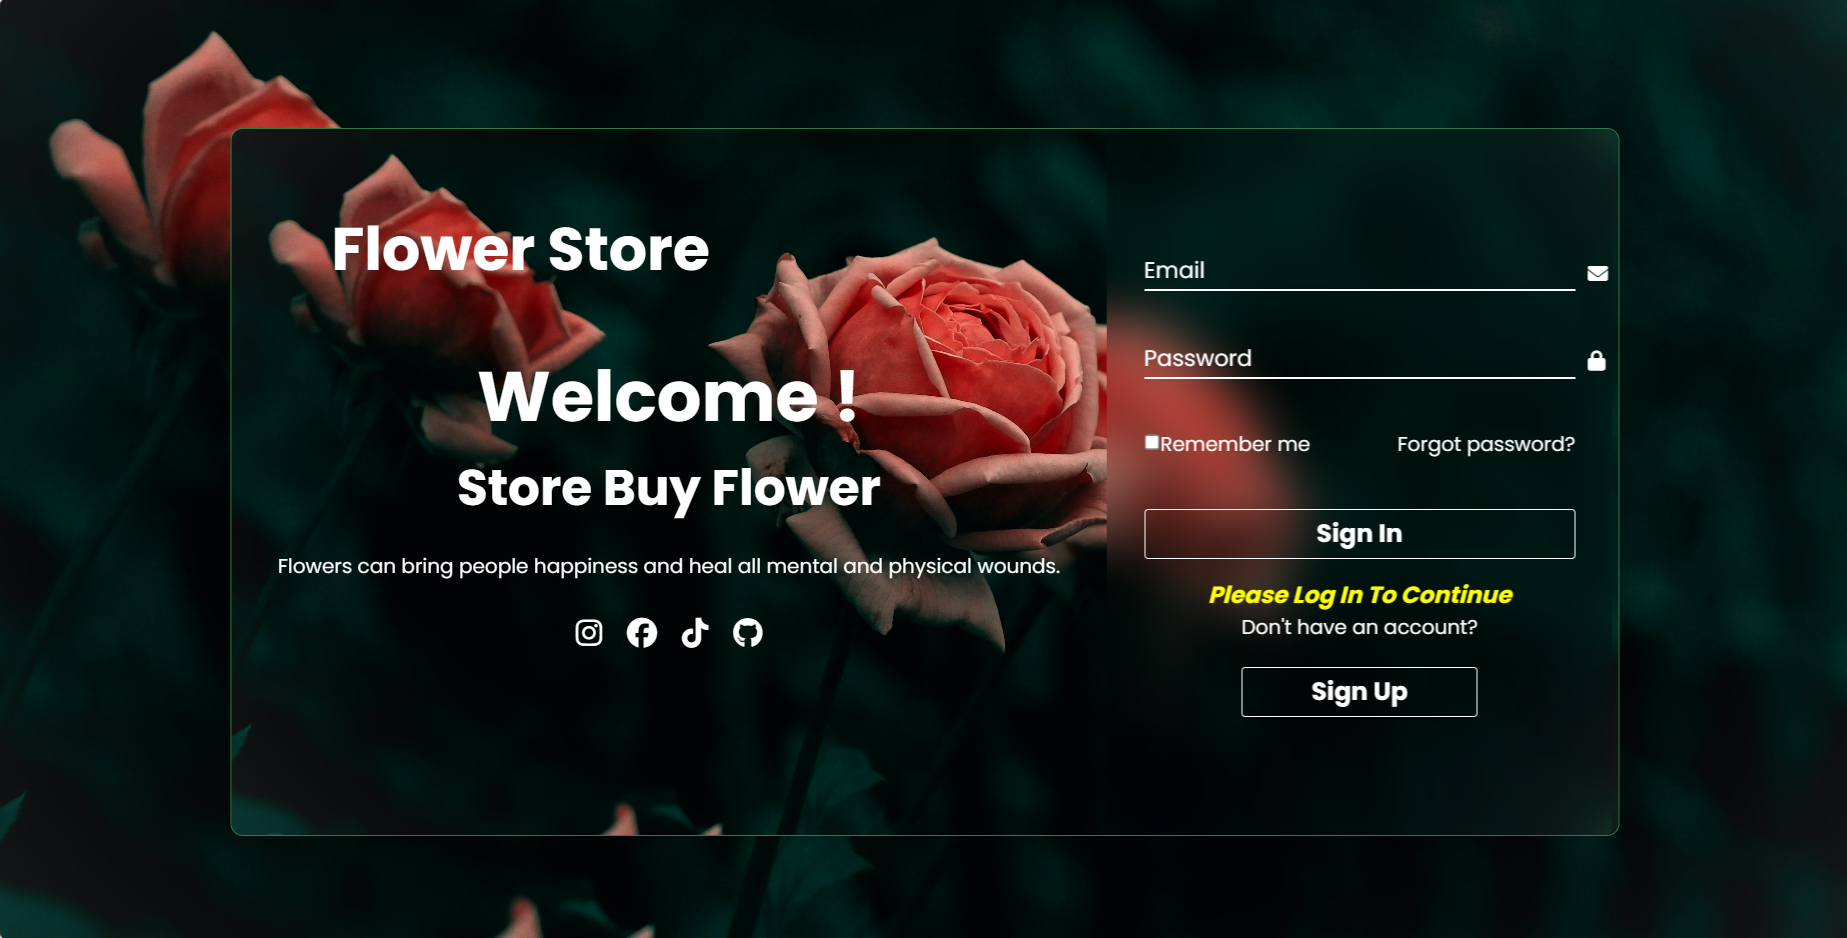 Flower Store
Welcome !
Store Buy Flower
Flowers can bring people happiness and heal all mental and physical wounds.
Email
Password
Remember me
Forgot password?
Sign In
Please Log In To Continue
Don't have an account?
Sign Up